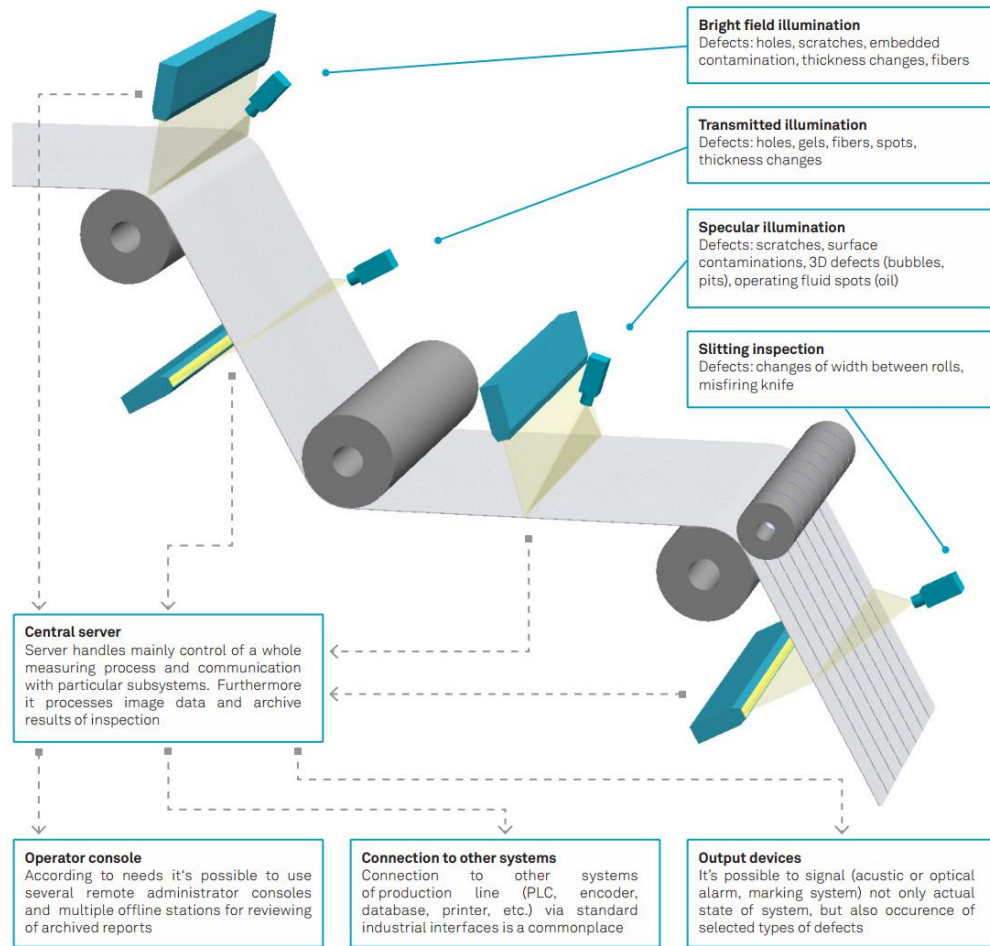 Bright field illumination
Defects: holes, scratches, embedded
contamination, thickness changes, fibers
Transmitted illumination
Defects: holes, gels, fibers, spots,
thickness changes
Specular illumination
Defects: scratches, surface
contaminations, 3D defects (bubbles,
pits), operating fluid spots (oil)
Slitting inspection
Defects: changes of width between rolls,
misfiring knife
Central server
Server handles mainly control of a whole
measuring process and communication
with particular subsystems. Furthermore
it processes image data and archive
results of inspection
Operator console
According to needs it's possible to use
several remote administrator consoles
and multiple offline stations for reviewing
of archived reports
Connection to other systems
Connection to other systems
of production line (PLC, encoder,
database, printer, etc.) via standard
industrial interfaces is a commonplace
Output devices
It's possible to signal (acustic or optical
alarm, marking system) not only actual
state of system, but also occurence of
selected types of defects